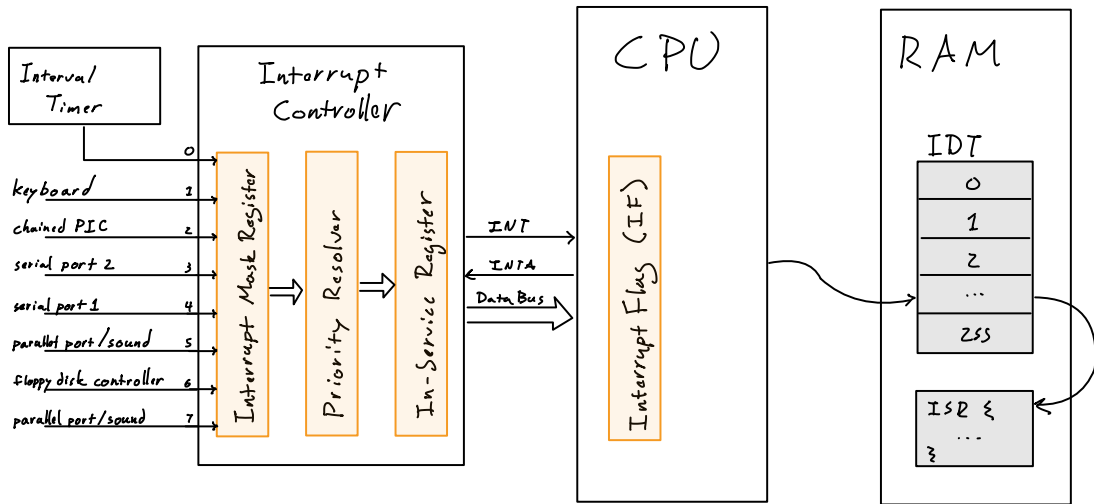 Interval
Timer
0
keyboard 1
chained PIC 2
serial port 2 3
serial port 1 4
parallel port/sound 5
floppy disk controller 6
parallel port/sound 7
Interrupt
Controller
Interrupt Mask Register
Priority Resolver
In-Service Register
INT
INTA
Data Bus
CPU
Interrupt Flag (IF)
RAM
IDT
0
1
2
...
255
ISR {
...
}